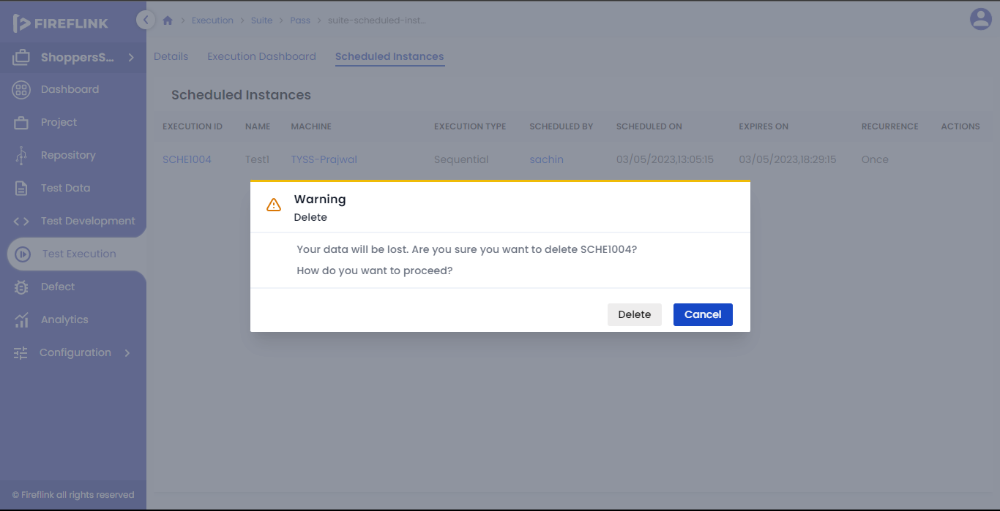 FIREFLINK
Execution Suite Pass suite-scheduled-inst...
ShoppersS...
Details Execution Dashboard Scheduled Instances
Dashboard
Project
Repository
Test Data
Test Development
Test Execution
Defect
Analytics
Configuration
© Fireflink all rights reserved
Scheduled Instances
EXECUTION ID NAME MACHINE EXECUTION TYPE SCHEDULED BY SCHEDULED ON EXPIRES ON RECURRENCE ACTIONS
SCHE1004 Test1 TYSS-Prajwal Sequential sachin 03/05/2023,13:05:15 03/05/2023,18:29:15 Once
Warning
Delete
Your data will be lost. Are you sure you want to delete SCHE1004?
How do you want to proceed?
Delete Cancel